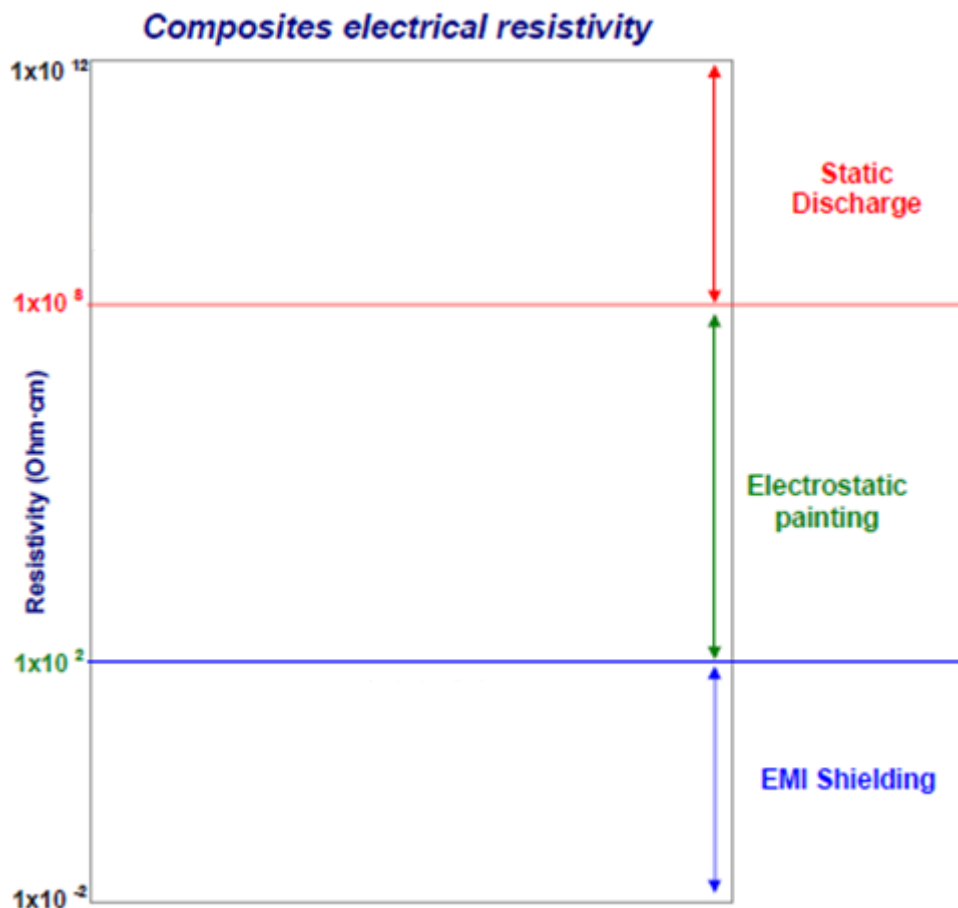 Composites electrical resistivity
1x10 12
Static
Discharge
1x10 8
Resistivity (Ohm·cm)
Electrostatic
painting
1x10 2
EMI Shielding
1x10 -2